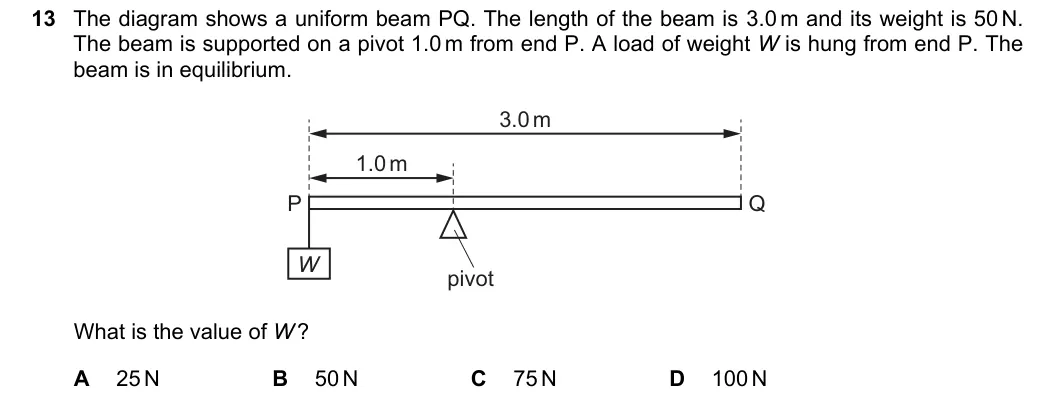 13 The diagram shows a uniform beam PQ. The length of the beam is 3.0 m and its weight is 50 N.
The beam is supported on a pivot 1.0 m from end P. A load of weight W is hung from end P. The
beam is in equilibrium.
3.0 m
1.0 m
P
Q
W
pivot
What is the value of W?
A 25 N B 50 N C 75 N D 100 N